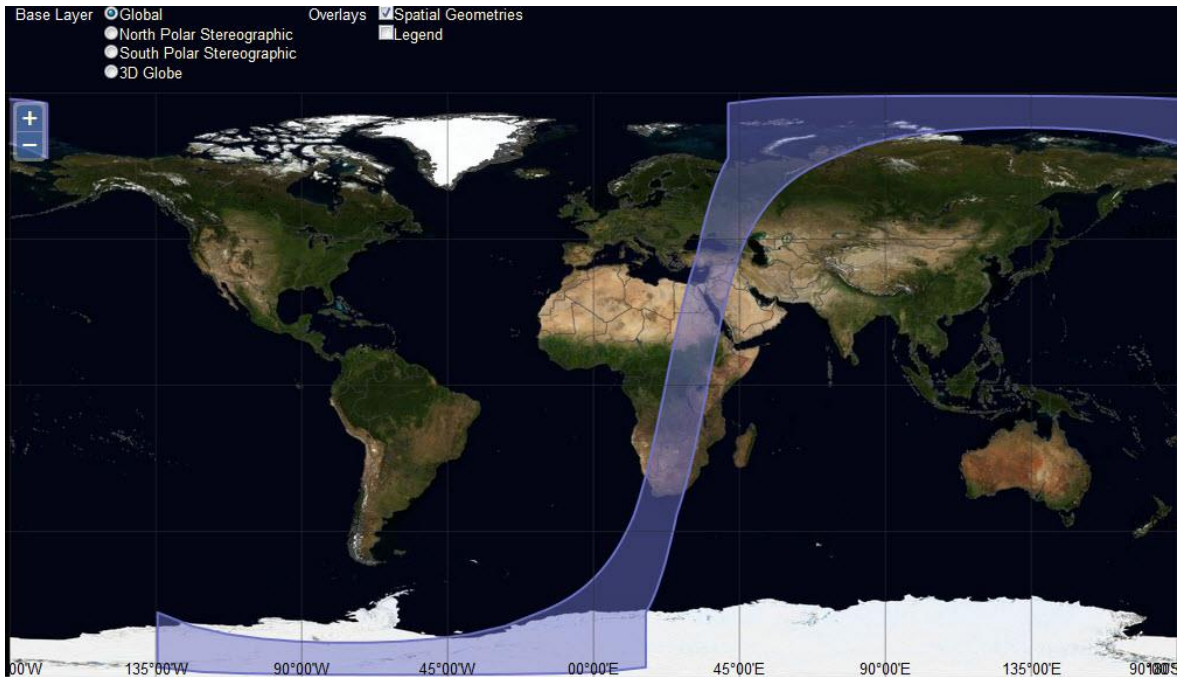 Base Layer Global Overlays Spatial Geometries
North Polar Stereographic Legend
South Polar Stereographic
3D Globe
+
−
00°W 135°00'W 90°00'W 45°00'W 00°00'E 45°00'E 90°00'E 135°00'E